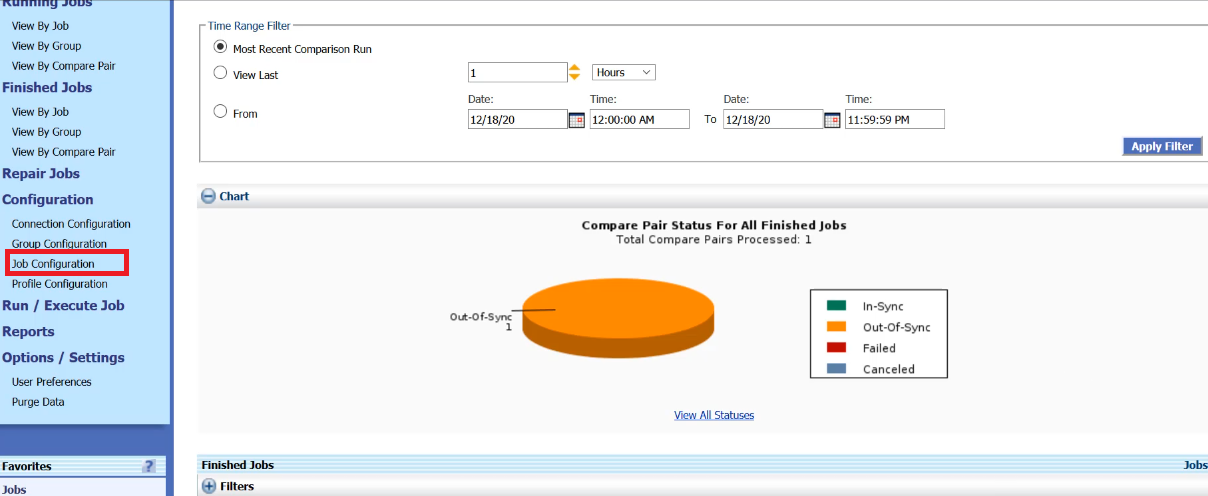 Running Jobs
View By Job
View By Group
View By Compare Pair
Finished Jobs
View By Job
View By Group
View By Compare Pair
Repair Jobs
Configuration
Connection Configuration
Group Configuration
Job Configuration
Profile Configuration
Run / Execute Job
Reports
Options / Settings
User Preferences
Purge Data
Favorites ?
Jobs
Time Range Filter
Most Recent Comparison Run
View Last 1 Hours
Date: Time: Date: Time:
From 12/18/20 12:00:00 AM To 12/18/20 11:59:59 PM
Apply Filter
Chart
Compare Pair Status For All Finished Jobs
Total Compare Pairs Processed: 1
Out-Of-Sync
1
In-Sync
Out-Of-Sync
Failed
Canceled
View All Statuses
Finished Jobs Jobs
Filters